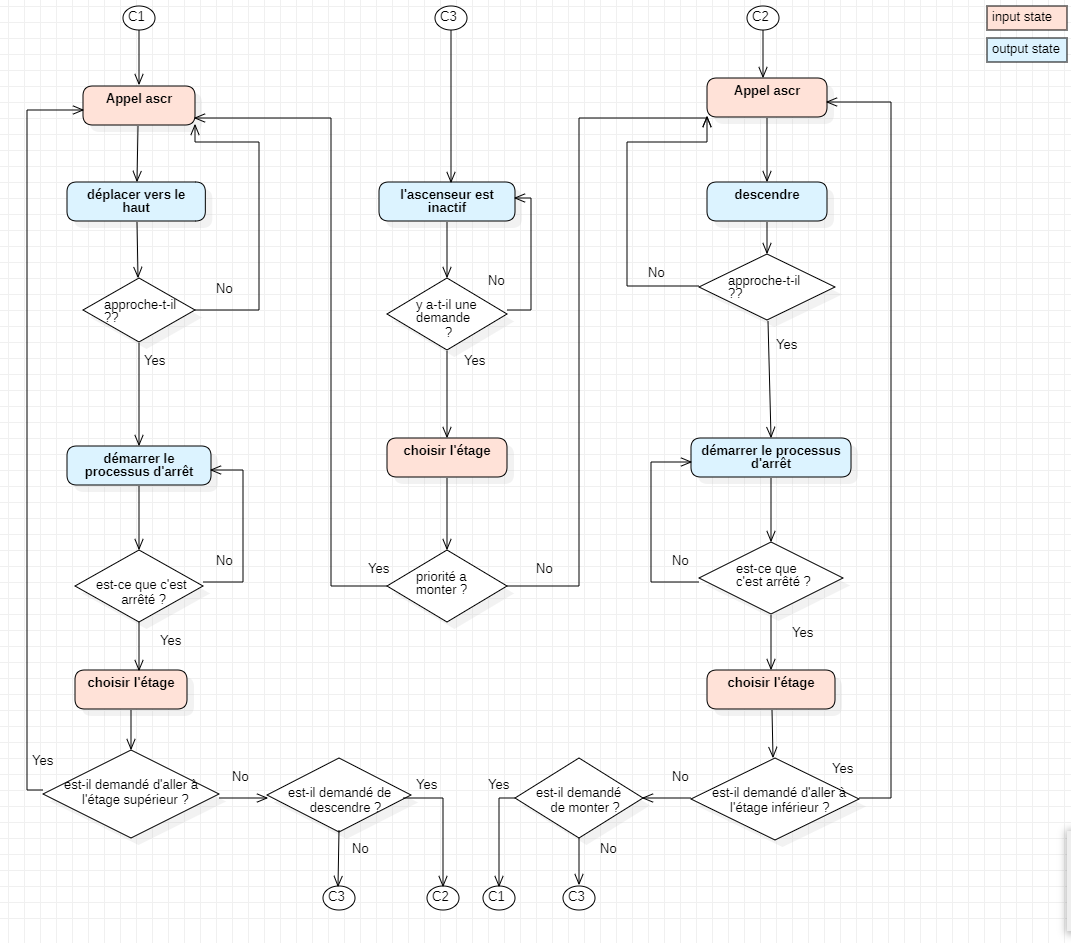 C1
C3
C2
input state
output state
Appel ascr
Appel ascr
déplacer vers le
haut
l'ascenseur est
inactif
descendre
No
No
No
approche-t-il
??
y a-t-il une
demande
?
approche-t-il
??
Yes
Yes
Yes
démarrer le
processus d'arrêt
choisir l'étage
démarrer le processus
d'arrêt
No
Yes
No
No
est-ce que c'est
arrêté ?
priorité a
monter ?
est-ce que
c'est arrêté ?
Yes
Yes
choisir l'étage
choisir l'étage
Yes
No
Yes
Yes
No
Yes
est-il demandé d'aller à
l'étage supérieur ?
est-il demandé de
descendre ?
est-il demandé
de monter ?
est-il demandé d'aller à
l'étage inférieur ?
No
No
C3
C2
C1
C3